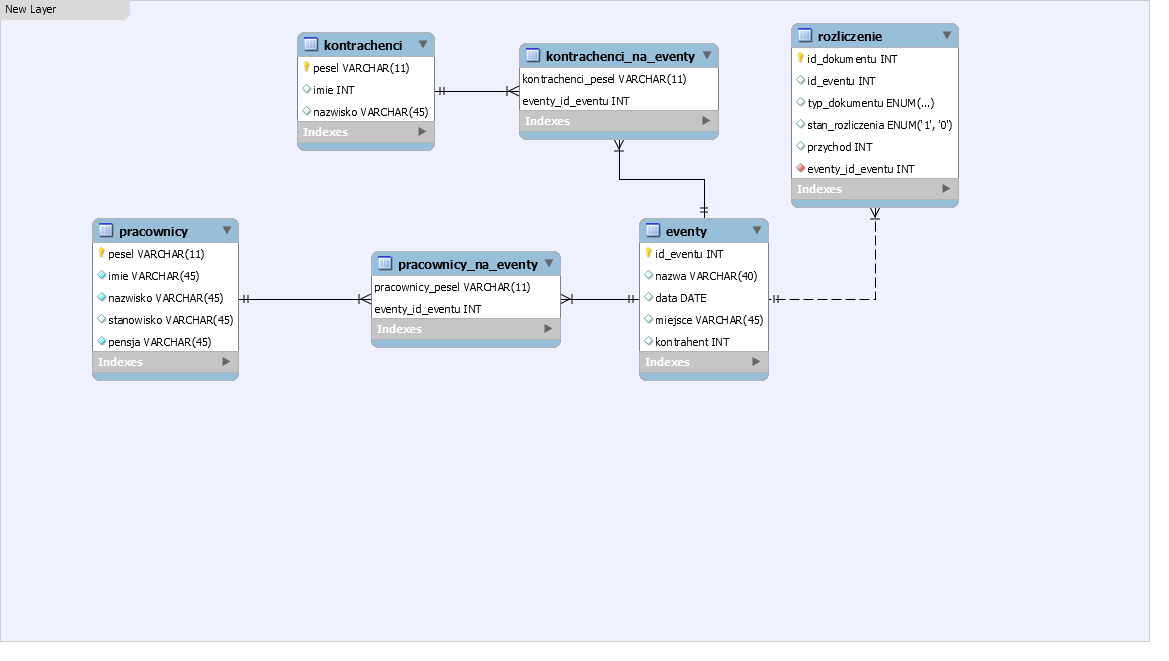 New Layer
kontrachenci
pesel VARCHAR(11)
imie INT
nazwisko VARCHAR(45)
Indexes
kontrachenci_na_eventy
kontrachenci_pesel VARCHAR(11)
eventy_id_eventu INT
Indexes
rozliczenie
id_dokumentu INT
id_eventu INT
typ_dokumentu ENUM(...)
stan_rozliczenia ENUM('1', '0')
przychod INT
eventy_id_eventu INT
Indexes
pracownicy
pesel VARCHAR(11)
imie VARCHAR(45)
nazwisko VARCHAR(45)
stanowisko VARCHAR(45)
pensja VARCHAR(45)
Indexes
pracownicy_na_eventy
pracownicy_pesel VARCHAR(11)
eventy_id_eventu INT
Indexes
eventy
id_eventu INT
nazwa VARCHAR(40)
data DATE
miejsce VARCHAR(45)
kontrahent INT
Indexes